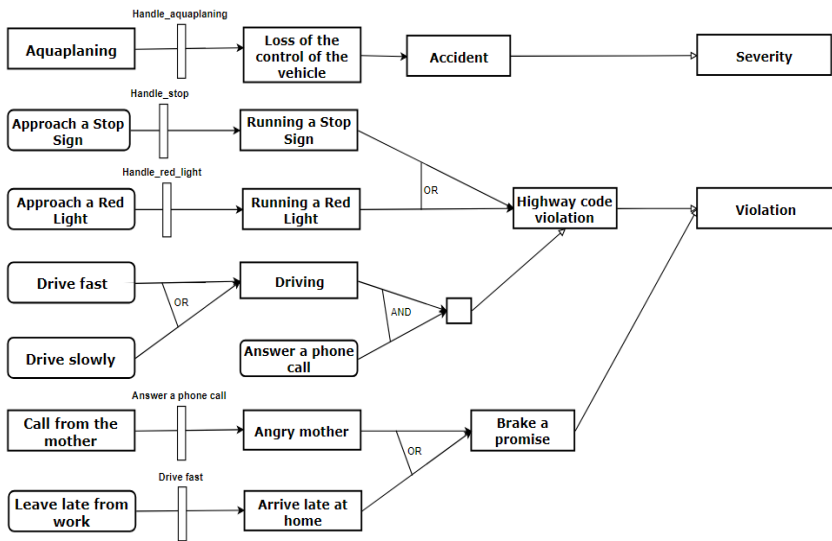 Handle_aquaplaning
Aquaplaning
Loss of the
control of the
vehicle
Accident
Severity
Handle_stop
Approach a Stop
Sign
Running a Stop
Sign
OR
Handle_red_light
Approach a Red
Light
Running a Red
Light
Highway code
violation
Violation
Drive fast
OR
Driving
AND
Drive slowly
Answer a phone
call
Answer a phone call
Call from the
mother
Angry mother
OR
Brake a
promise
Drive fast
Leave late from
work
Arrive late at
home